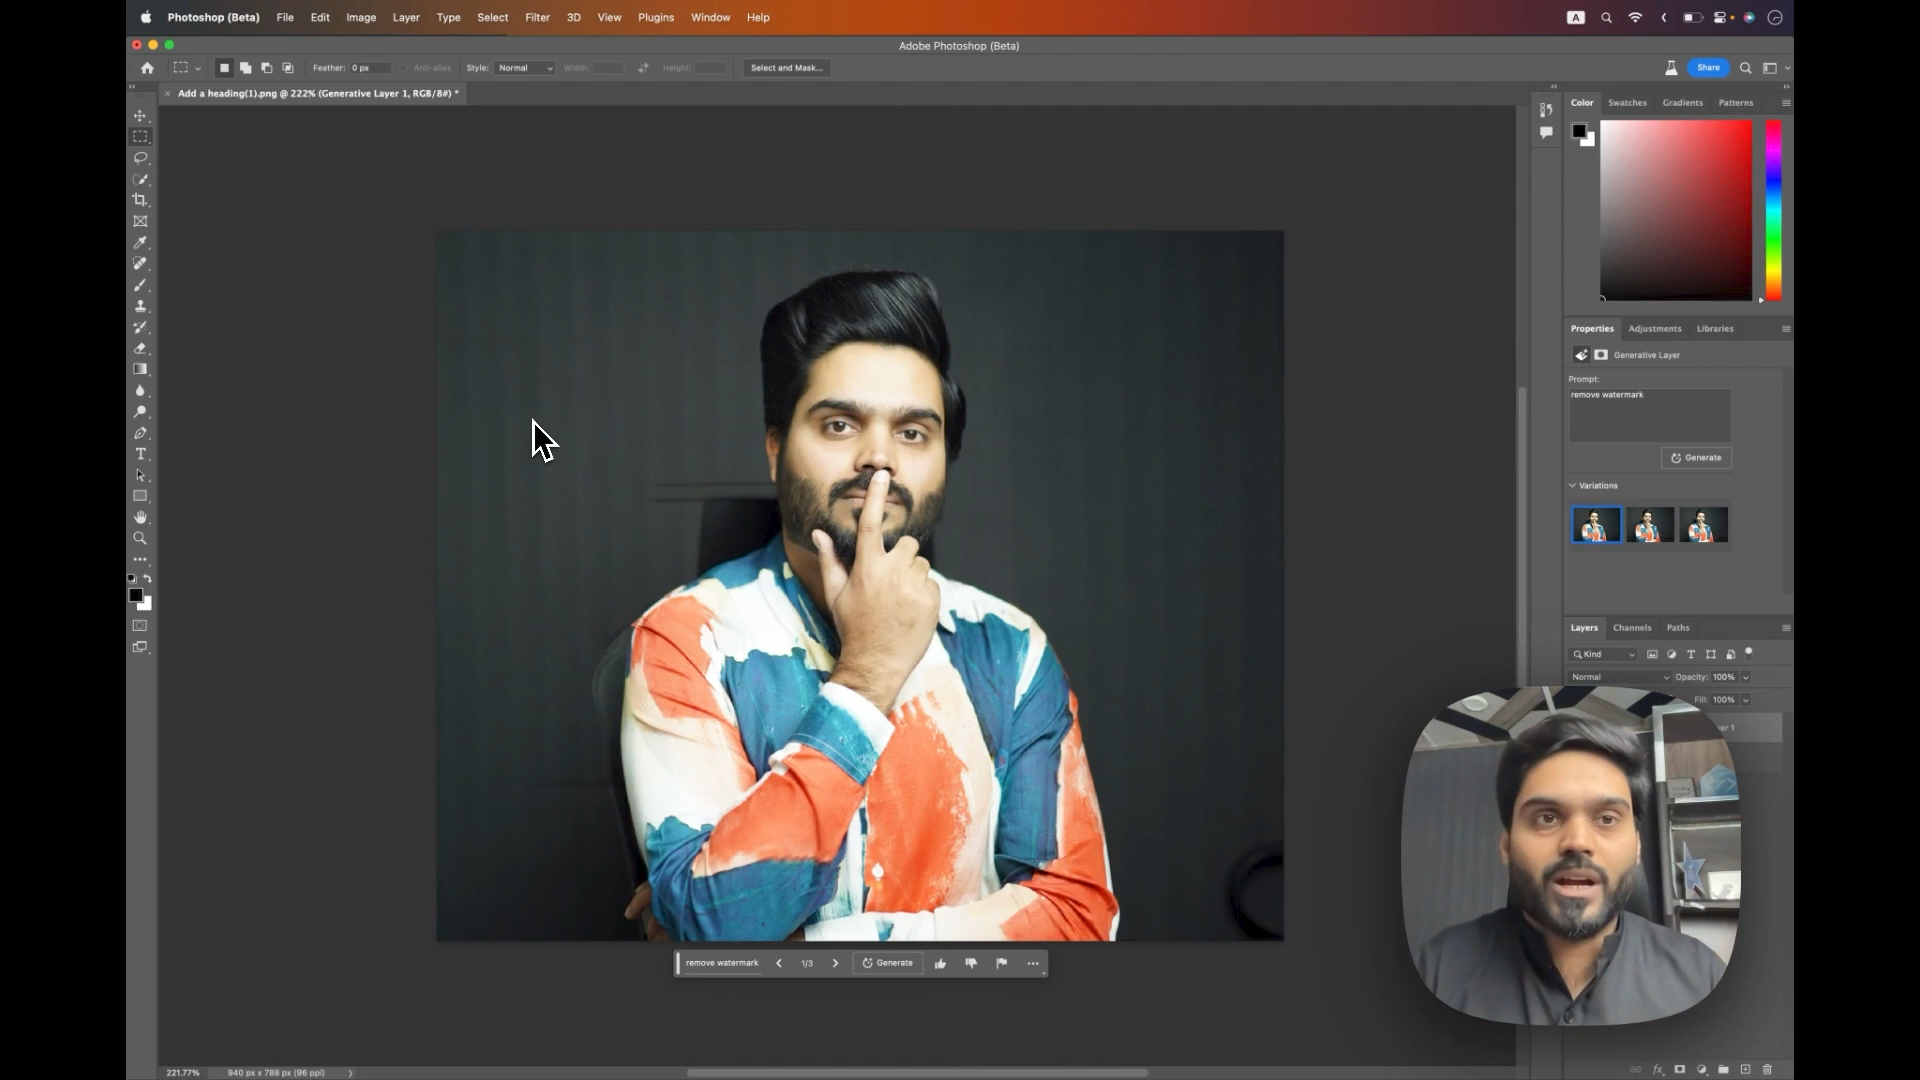 Photoshop (Beta) File Edit Image Layer Type Select Filter 3D View Plugins Window Help
A
Adobe Photoshop (Beta)
Feather: 0 px Anti-alias Style: Normal Width: Height: Select and Mask... Share
Add a heading(1).png @ 222% (Generative Layer 1, RGB/8#) *
Color Swatches Gradients Patterns
Properties Adjustments Libraries
Generative Layer
Prompt:
remove watermark
Generate
Variations
Layers Channels Paths
Kind
Normal Opacity: 100%
Fill: 100%
er 1
remove watermark 1/3 Generate
221.77% 940 px x 788 px (96 ppi)